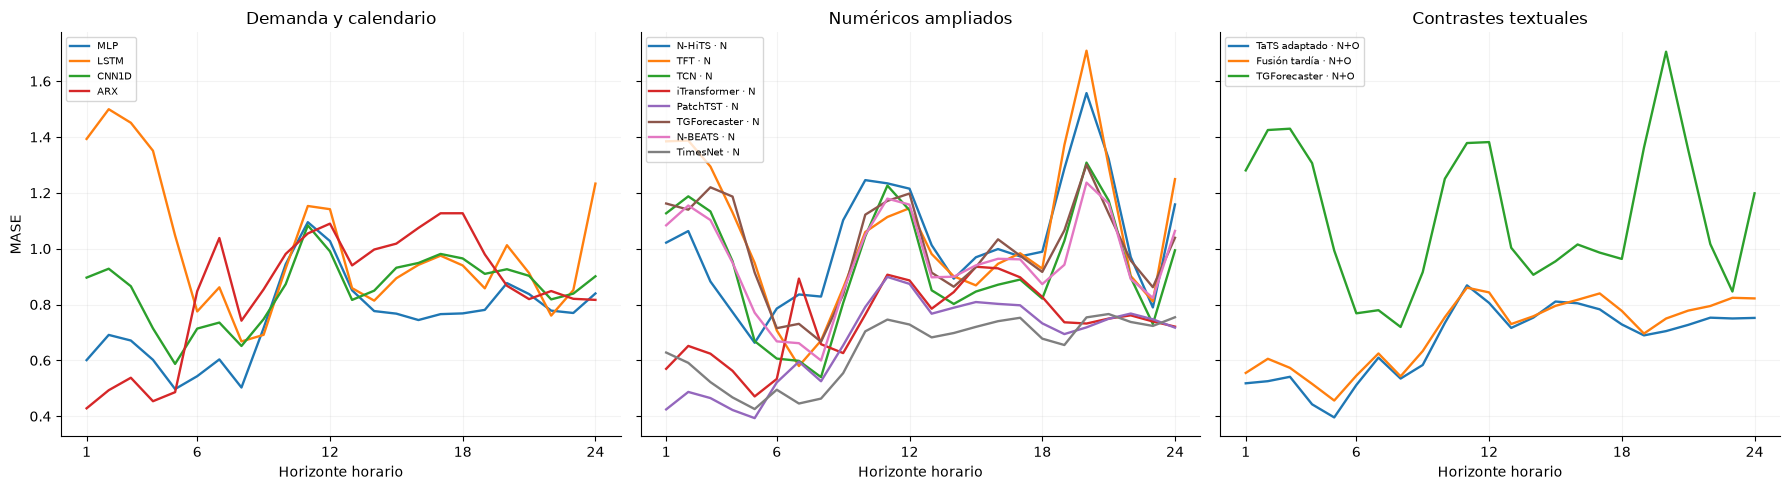 Demanda y calendario
MLP
LSTM
CNN1D
ARX
MASE
1.6
1.4
1.2
1.0
0.8
0.6
0.4
1 6 12 18 24
Horizonte horario
Numéricos ampliados
N-HiTS · N
TFT · N
TCN · N
iTransformer · N
PatchTST · N
TGForecaster · N
N-BEATS · N
TimesNet · N
1 6 12 18 24
Horizonte horario
Contrastes textuales
TaTS adaptado · N+O
Fusión tardía · N+O
TGForecaster · N+O
1 6 12 18 24
Horizonte horario